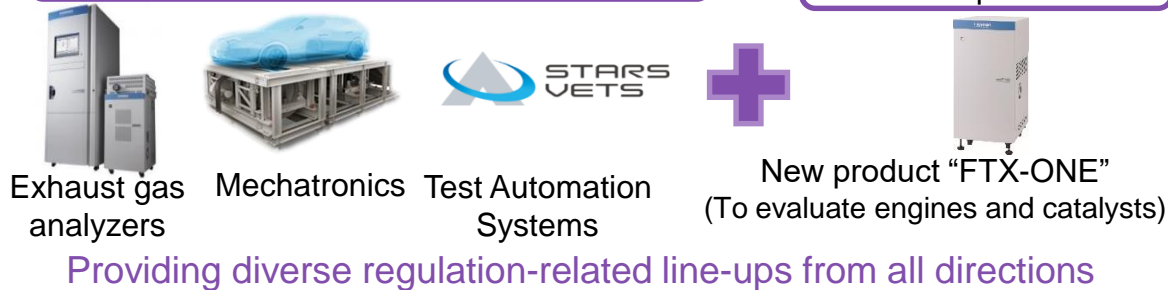 STARS
VETS
Exhaust gas
analyzers
Mechatronics
Test Automation
Systems
New product “FTX-ONE”
(To evaluate engines and catalysts)
Providing diverse regulation-related line-ups from all directions